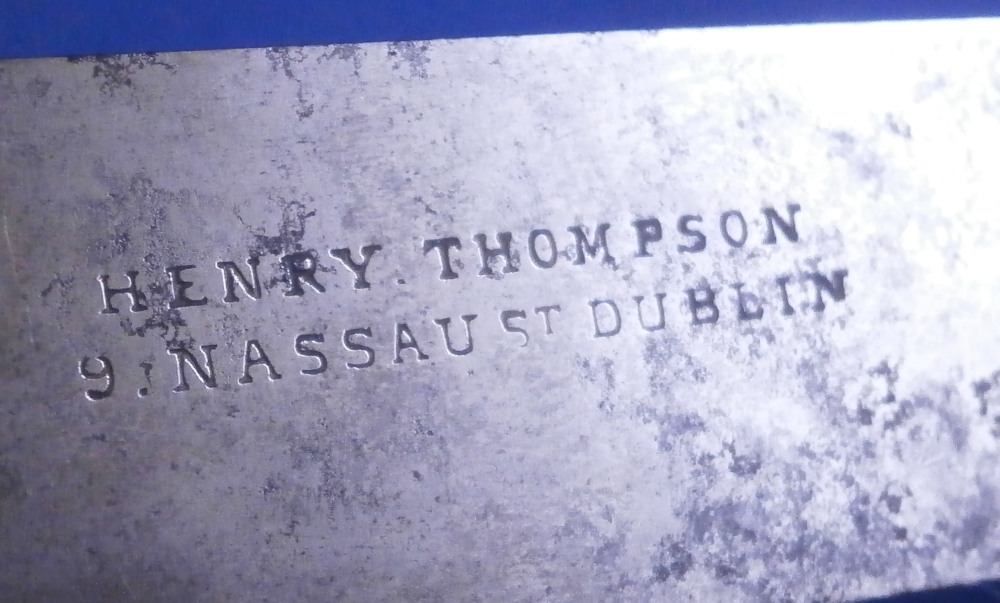 HENRY. THOMPSON
9. NASSAU ST DUBLIN